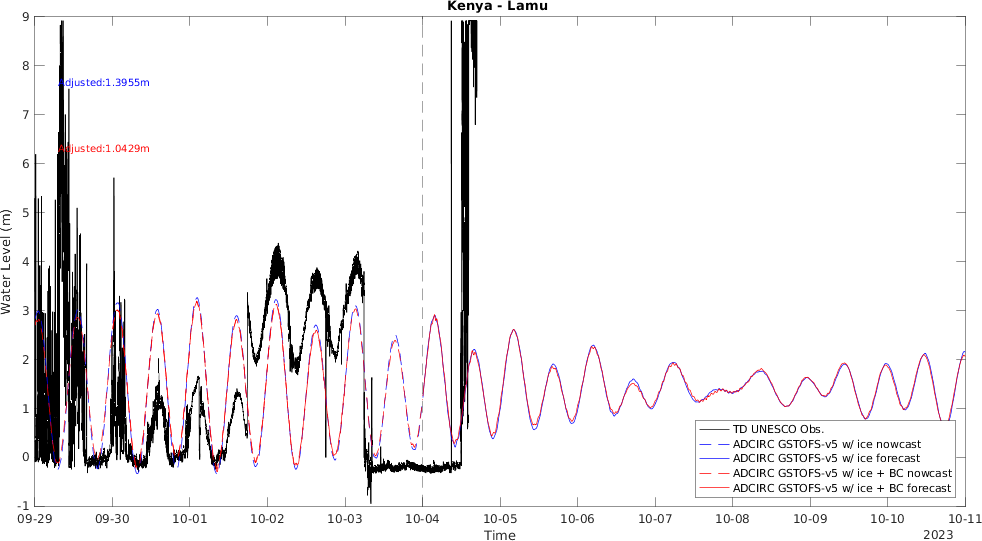 Kenya - Lamu
Water Level (m)
9
8
7
6
5
4
3
2
1
0
-1
Adjusted:1.3955m
Adjusted:1.0429m
TD UNESCO Obs.
ADCIRC GSTOFS-v5 w/ ice nowcast
ADCIRC GSTOFS-v5 w/ ice forecast
ADCIRC GSTOFS-v5 w/ ice + BC nowcast
ADCIRC GSTOFS-v5 w/ ice + BC forecast
09-29 09-30 10-01 10-02 10-03 10-04 10-05 10-06 10-07 10-08 10-09 10-10 10-11
Time
2023